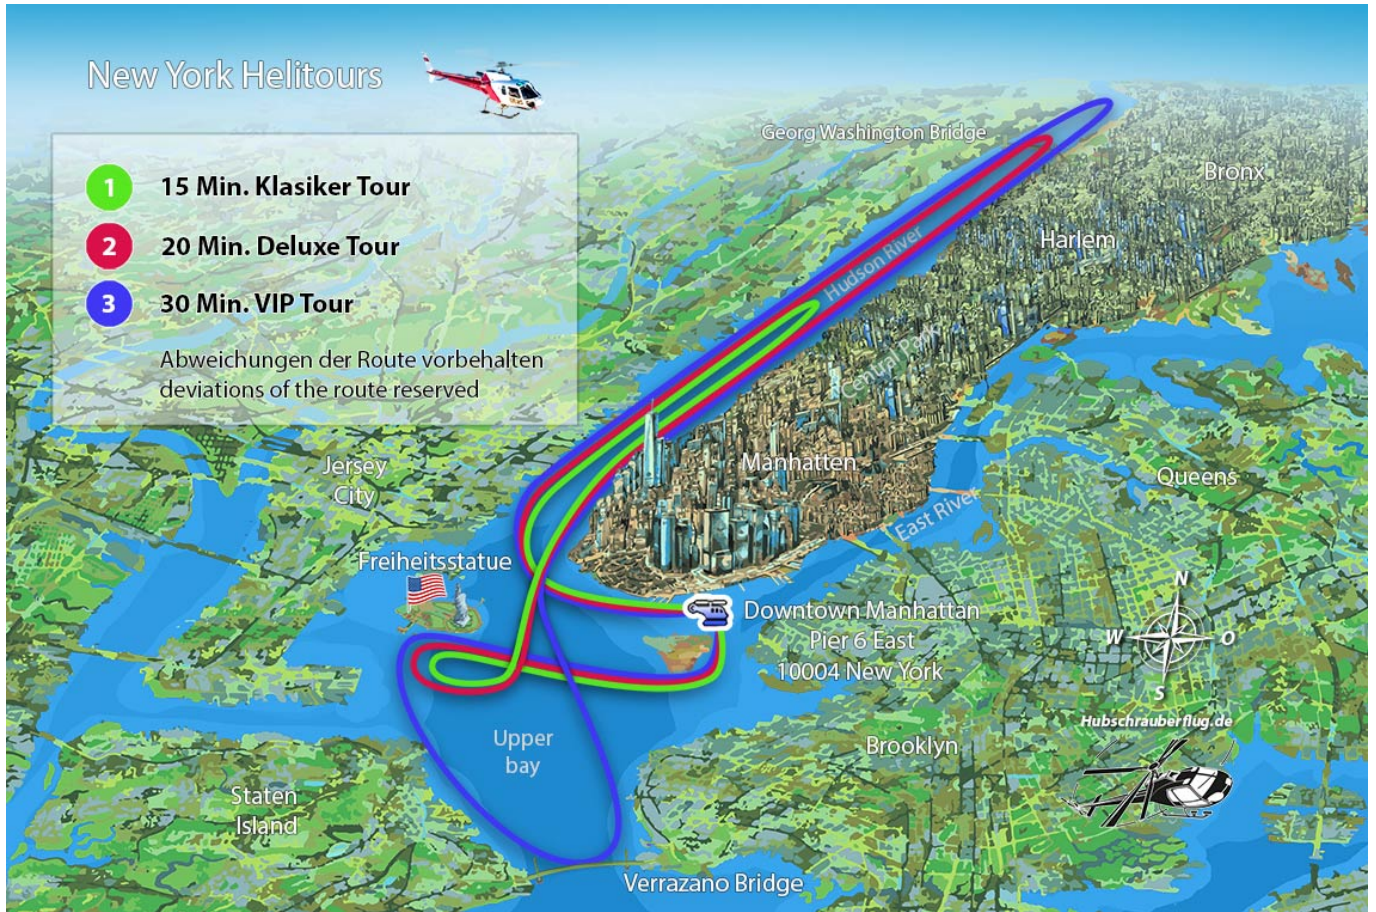 New York Helitours
1 15 Min. Klasiker Tour
2 20 Min. Deluxe Tour
3 30 Min. VIP Tour
Abweichungen der Route vorbehalten
deviations of the route reserved
Georg Washington Bridge
Bronx
Harlem
Hudson River
Central Park
Jersey
City
Manhatten
Queens
East River
Freiheitsstatue
Downtown Manhattan
Pier 6 East
10004 New York
N
W
O
S
Hubschrauberflug.de
Upper
bay
Brooklyn
Staten
Island
Verrazano Bridge